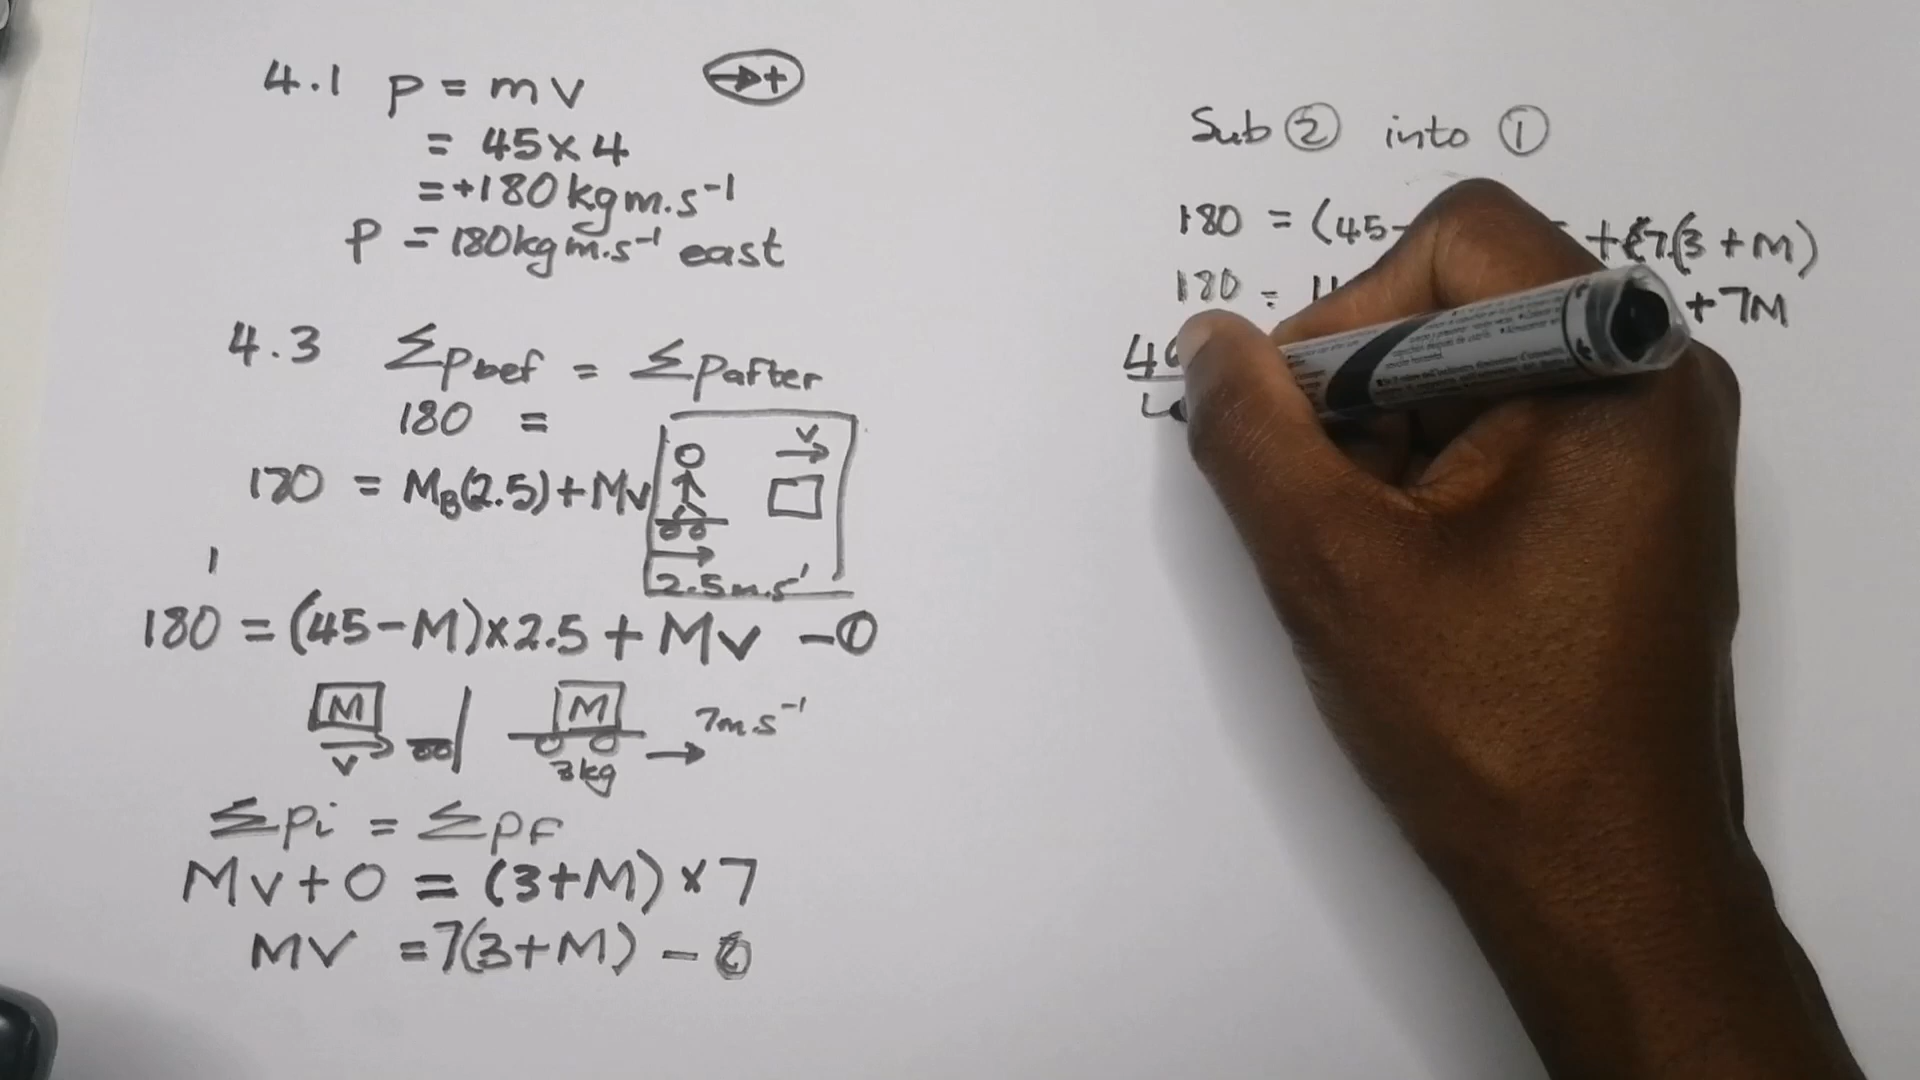 4.1 p = mv →+
= 45×4
= +180kgm.s⁻¹
P = 180kgm.s⁻¹ east
4.3 Σpbef = Σpafter
180 =
180 = MB(2.5)+Mv
v
2.5m.s⁻¹
1
180 = (45-M)×2.5 + Mv -①
M M 7m.s⁻¹
v 3kg
Σpi = Σpf
Mv+0 = (3+M)×7
MV = 7(3+M) - ②
Sub ② into ①
180 = (45- +7(3+M)
180 = + 7M